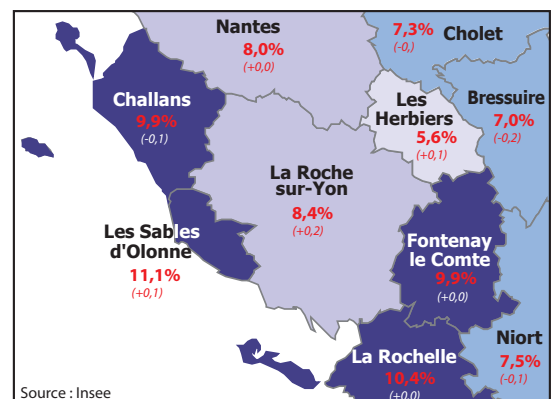 Nantes
8,0%
(+0,0)
7,3% Cholet
(-0,)
Challans
9,9%
(-0,1)
Les
Herbiers
5,6%
(+0,1)
Bressuire
7,0%
(-0,2)
La Roche
sur-Yon
8,4%
(+0,2)
Les Sables
d'Olonne
11,1%
(+0,1)
Fontenay
le Comte
9,9%
(+0,0)
La Rochelle
10,4%
(+0,0)
Niort
7,5%
(-0,1)
Source : Insee